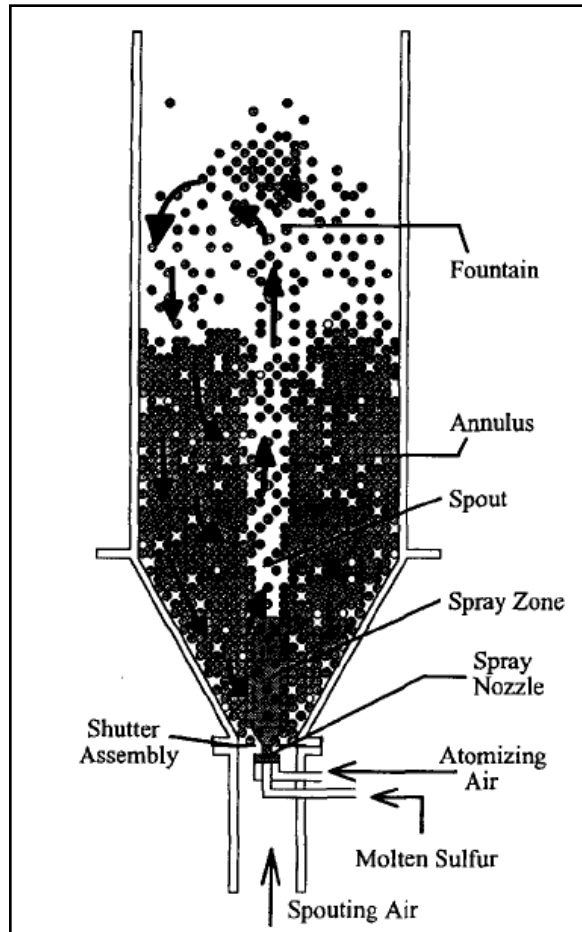 Fountain
Annulus
Spout
Spray Zone
Spray
Nozzle
Shutter
Assembly
Atomizing
Air
Molten Sulfur
Spouting Air